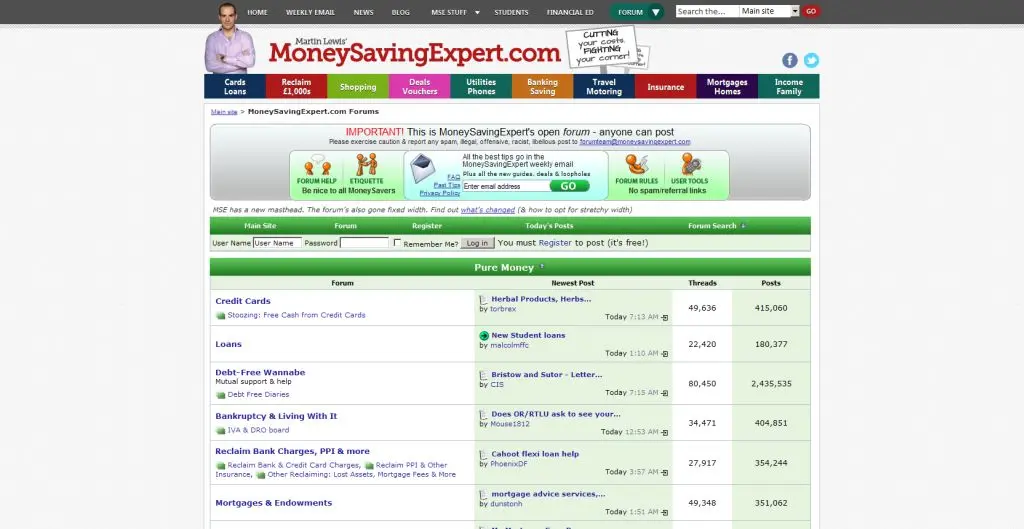 HOME WEEKLY EMAIL NEWS BLOG MSE STUFF STUDENTS FINANCIAL ED FORUM Search the... Main site GO
Martin Lewis'
MoneySavingExpert.com
CUTTING
your costs,
FIGHTING
your corner!
Cards
Loans
Reclaim
£1,000s
Shopping
Deals
Vouchers
Utilities
Phones
Banking
Saving
Travel
Motoring
Insurance
Mortgages
Homes
Income
Family
Main site > MoneySavingExpert.com Forums
IMPORTANT! This is MoneySavingExpert's open forum - anyone can post
Please exercise caution & report any spam, illegal, offensive, racist, libellous post to forumteam@moneysavingexpert.com
FORUM HELP ETIQUETTE
Be nice to all MoneySavers
All the best tips go in the
MoneySavingExpert weekly email
Plus all the new guides, deals & loopholes
FAQ
Past Tips
Privacy Policy
Enter email address GO
FORUM RULES USER TOOLS
No spam/referral links
MSE has a new masthead. The forum's also gone fixed width. Find out what's changed (& how to opt for stretchy width)
Main Site Forum Register Today's Posts Forum Search
User Name User Name Password Remember Me? Log in You must Register to post (it's free!)
Pure Money
Forum Newest Post Threads Posts
Credit Cards
Stoozing: Free Cash from Credit Cards
Herbal Products, Herbs...
by torbrex
Today 7:13 AM
49,636 415,060
Loans
New Student loans
by malcolmffc
Today 1:10 AM
22,420 180,377
Debt-Free Wannabe
Mutual support & help
Debt Free Diaries
Bristow and Sutor - Letter...
by CIS
Today 7:15 AM
80,450 2,435,535
Bankruptcy & Living With It
IVA & DRO board
Does OR/RTLU ask to see your...
by Mouse1812
Today 12:53 AM
34,471 404,851
Reclaim Bank Charges, PPI & more
Reclaim Bank & Credit Card Charges, Reclaim PPI & Other
Insurance, Other Reclaiming: Lost Assets, Mortgage Fees & More
Cahoot flexi loan help
by PhoenixDF
Today 3:57 AM
27,917 354,244
Mortgages & Endowments
mortgage advice services,...
by dunstonh
Today 1:51 AM
49,348 351,062